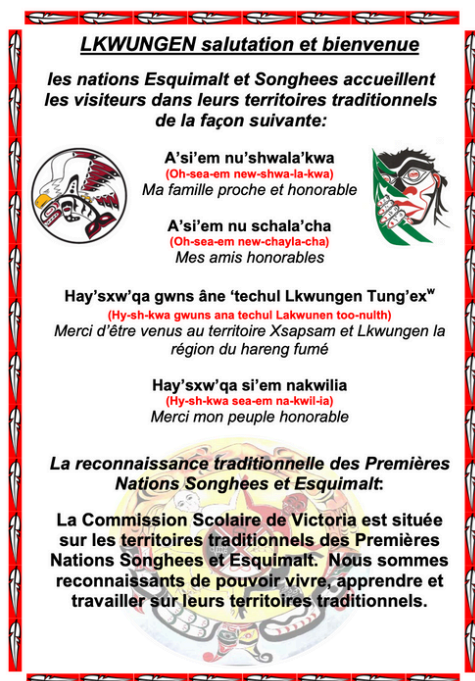 LKWUNGEN salutation et bienvenue
les nations Esquimalt et Songhees accueillent
les visiteurs dans leurs territoires traditionnels
de la façon suivante:
A’si’em nu’shwala’kwa
(Oh-sea-em new-shwa-la-kwa)
Ma famille proche et honorable
A’si’em nu schala’cha
(Oh-sea-em new-chayla-cha)
Mes amis honorables
Hay’sxw’qa gwns âne ‘techul Lkwungen Tung’exʷ
(Hy-sh-kwa gwuns ana techul Lakwunen too-nulth)
Merci d’être venus au territoire Xsapsam et Lkwungen la
région du hareng fumé
Hay’sxw’qa si’em nakwilia
(Hy-sh-kwa sea-em na-kwil-ia)
Merci mon peuple honorable
La reconnaissance traditionnelle des Premières
Nations Songhees et Esquimalt:
La Commission Scolaire de Victoria est située
sur les territoires traditionnels des Premières
Nations Songhees et Esquimalt.  Nous sommes
reconnaissants de pouvoir vivre, apprendre et
travailler sur leurs territoires traditionnels.